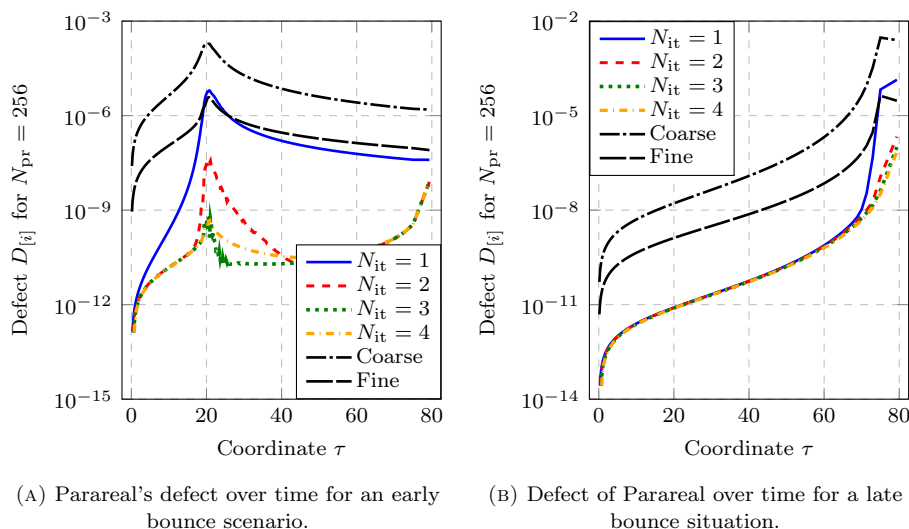 Defect D[i] for Npr = 256
10−3
10−6
10−9
10−12
10−15
0
20
40
60
80
Coordinate τ
Nit = 1
Nit = 2
Nit = 3
Nit = 4
Coarse
Fine
(A) Parareal's defect over time for an early
bounce scenario.
Defect D[i] for Npr = 256
10−2
10−5
10−8
10−11
10−14
0
20
40
60
80
Coordinate τ
Nit = 1
Nit = 2
Nit = 3
Nit = 4
Coarse
Fine
(B) Defect of Parareal over time for a late
bounce situation.